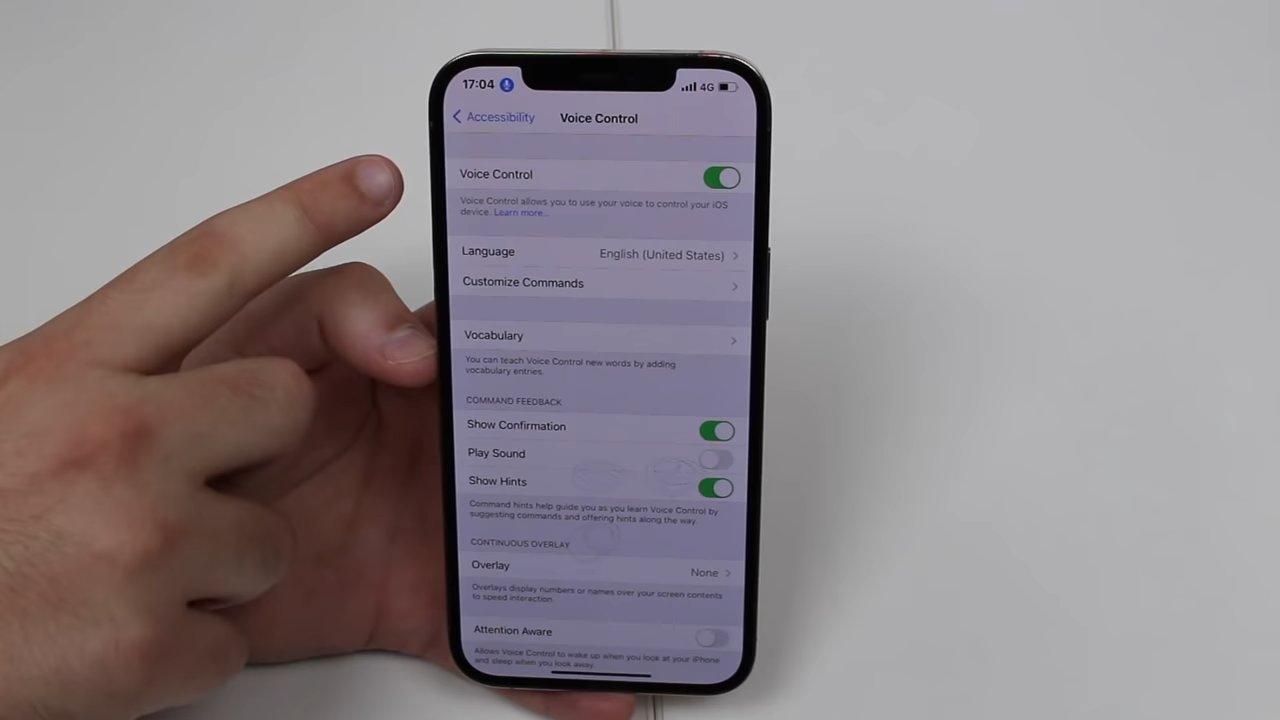 17:04 4G
Accessibility Voice Control
Voice Control
Voice Control allows you to use your voice to control your iOS
device. Learn more...
Language English (United States)
Customize Commands
Vocabulary
You can teach Voice Control new words by adding
vocabulary entries.
COMMAND FEEDBACK
Show Confirmation
Play Sound
Show Hints
Command hints help guide you as you learn Voice Control by
suggesting commands and offering hints along the way.
CONTINUOUS OVERLAY
Overlay None
Overlays display numbers or names over your screen contents
to speed interaction.
Attention Aware
Allows Voice Control to wake up when you look at your iPhone
and sleep when you look away.